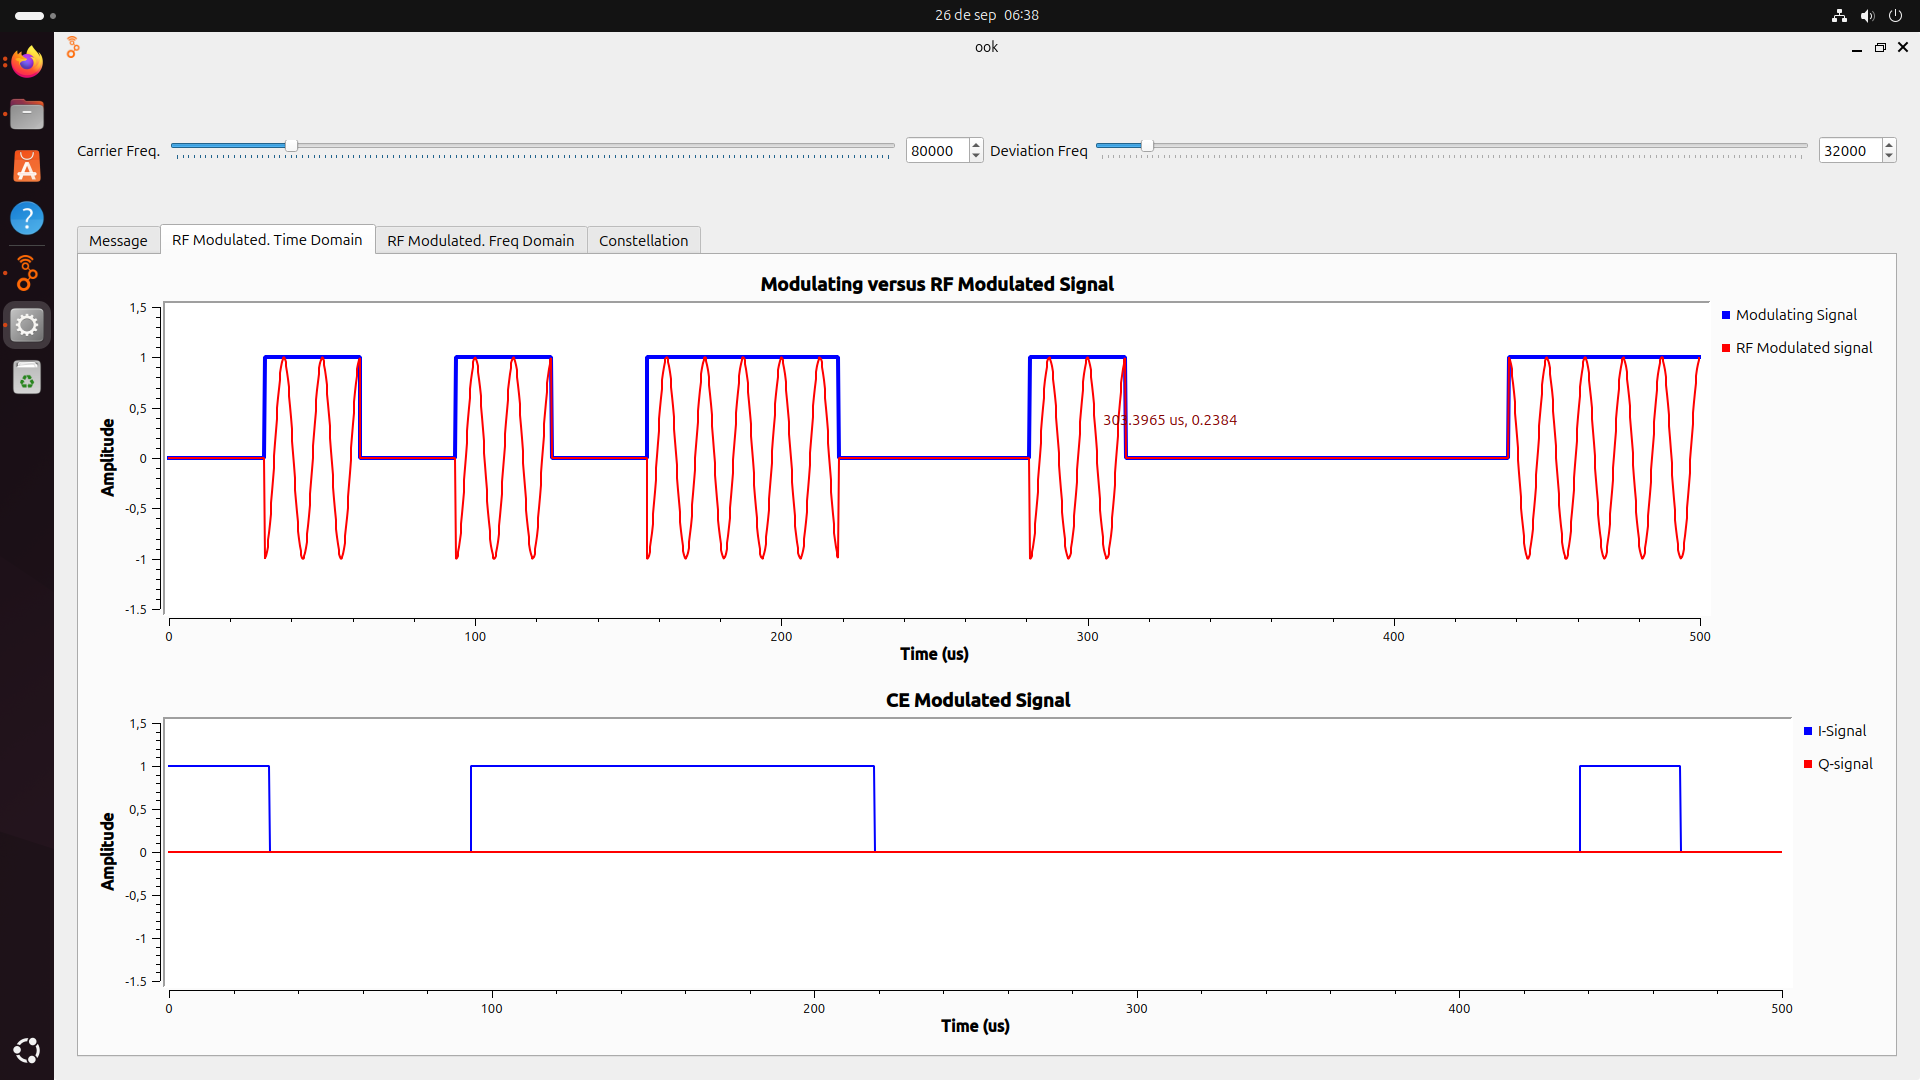 26 de sep 06:38
ook
Carrier Freq. 80000 Deviation Freq 32000
Message RF Modulated. Time Domain RF Modulated. Freq Domain Constellation
Modulating versus RF Modulated Signal
1,5
1
0,5
0
-0,5
-1
-1.5
Amplitude
Modulating Signal
RF Modulated signal
303.3965 us, 0.2384
0 100 200 300 400 500
Time (us)
CE Modulated Signal
1,5
1
0,5
0
-0,5
-1
-1.5
Amplitude
I-Signal
Q-signal
0 100 200 300 400 500
Time (us)